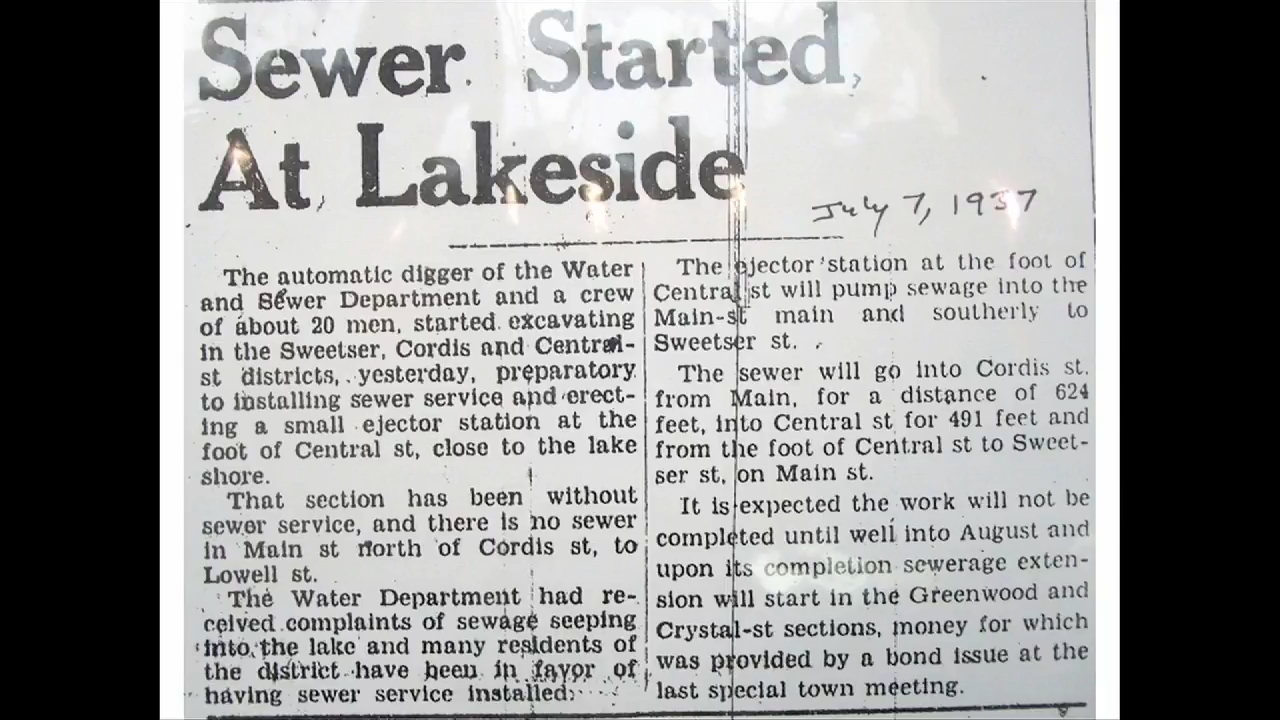 Sewer Started,
At Lakeside
July 7, 1937
The automatic digger of the Water
and Sewer Department and a crew
of about 20 men, started excavating
in the Sweetser, Cordis and Central-
st districts, yesterday, preparatory
to installing sewer service and erect-
ing a small ejector station at the
foot of Central st, close to the lake
shore.
That section has been without
sewer service, and there is no sewer
in Main st north of Cordis st, to
Lowell st.
The Water Department had re-
ceived complaints of sewage seeping
into the lake and many residents of
the district have been in favor of
having sewer service installed.
The ejector station at the foot of
Central st will pump sewage into the
Main-st main and southerly to
Sweetser st.
The sewer will go into Cordis st.
from Main, for a distance of 624
feet, into Central st for 491 feet and
from the foot of Central st to Sweet-
ser st, on Main st.
It is expected the work will not be
completed until well into August and
upon its completion sewerage exten-
sion will start in the Greenwood and
Crystal-st sections, money for which
was provided by a bond issue at the
last special town meeting.